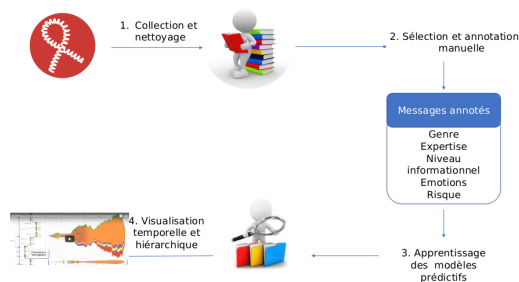 1. Collection et
nettoyage
2. Sélection et annotation
manuelle
Messages annotés
Genre
Expertise
Niveau
informationnel
Emotions
Risque
3. Apprentissage
des modèles
prédictifs
4. Visualisation
temporelle et
hiérarchique